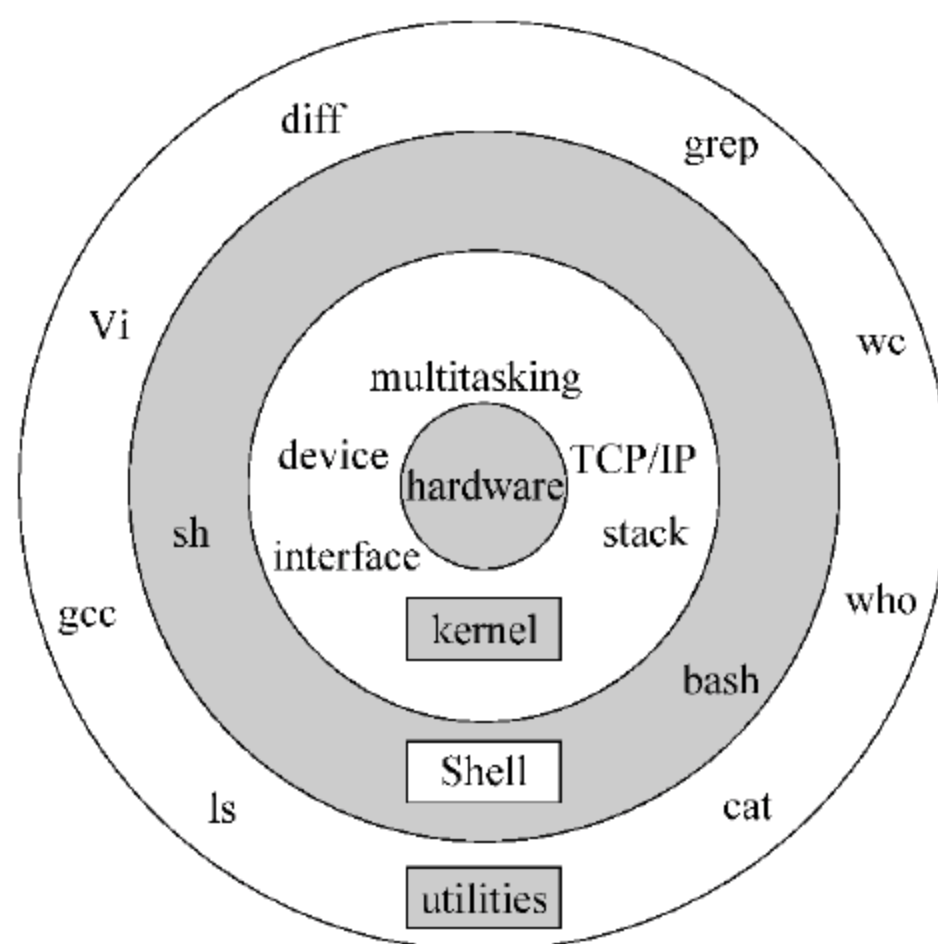 diff
grep
Vi
wc
multitasking
device
TCP/IP
hardware
sh
stack
interface
gcc
who
kernel
bash
Shell
ls
cat
utilities